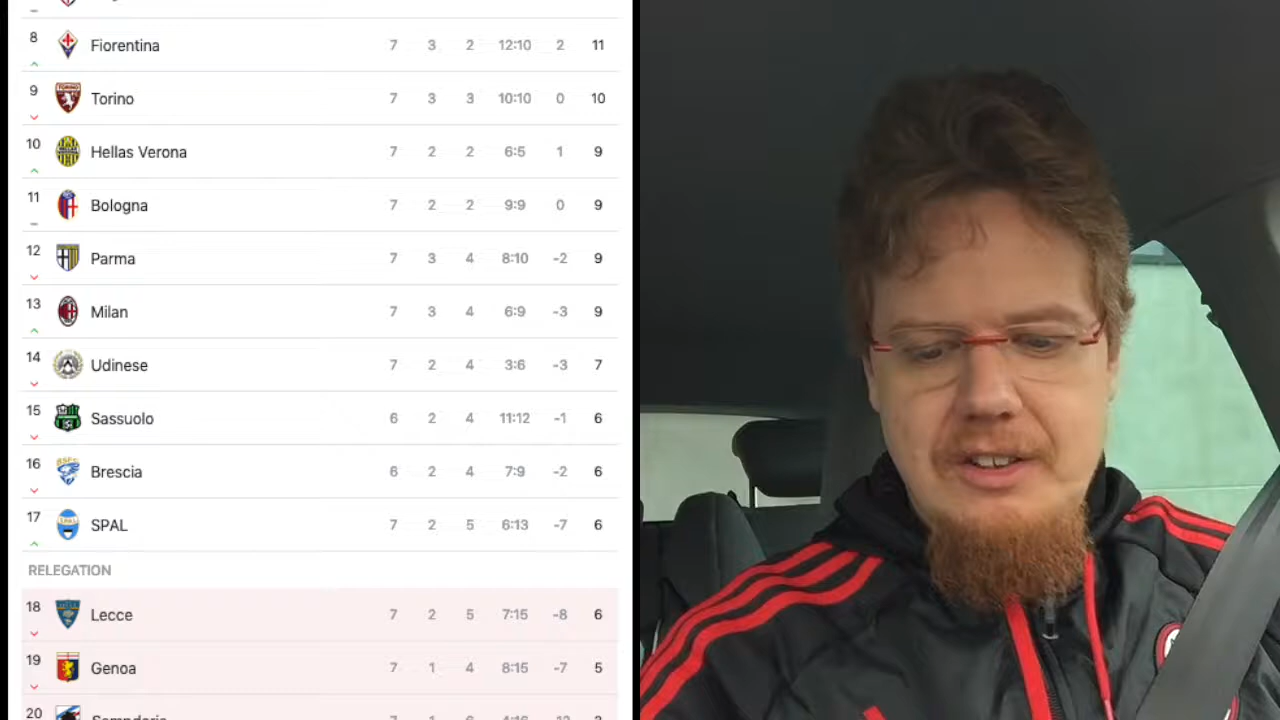 8 Fiorentina 7 3 2 12:10 2 11
9 Torino 7 3 3 10:10 0 10
10 Hellas Verona 7 2 2 6:5 1 9
11 Bologna 7 2 2 9:9 0 9
12 Parma 7 3 4 8:10 -2 9
13 Milan 7 3 4 6:9 -3 9
14 Udinese 7 2 4 3:6 -3 7
15 Sassuolo 6 2 4 11:12 -1 6
16 Brescia 6 2 4 7:9 -2 6
17 SPAL 7 2 5 6:13 -7 6
RELEGATION
18 Lecce 7 2 5 7:15 -8 6
19 Genoa 7 1 4 8:15 -7 5
20